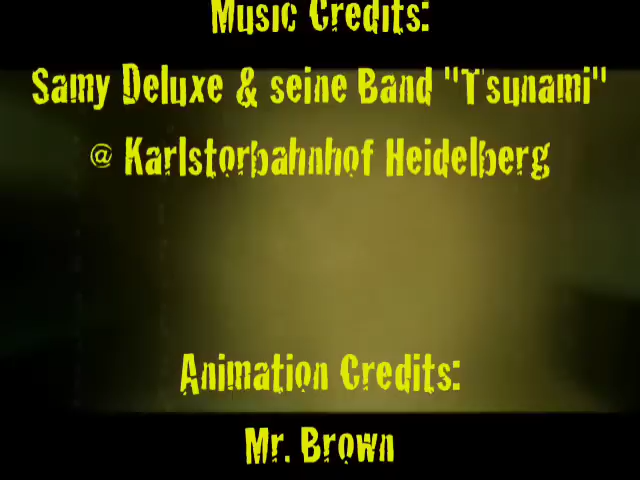 Music Credits:
Samy Deluxe & seine Band "Tsunami"
@ Karlstorbahnhof Heidelberg
Animation Credits:
Mr. Brown